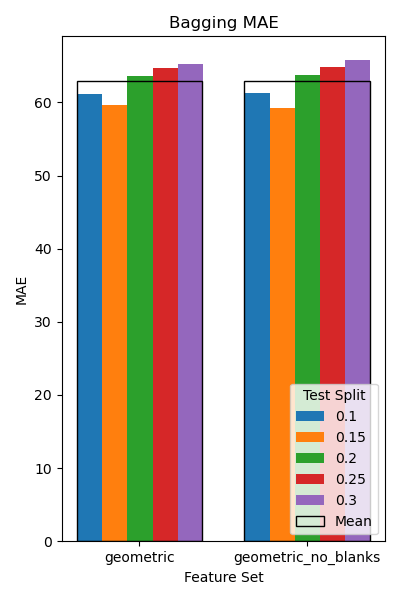 Bagging MAE
MAE
60
50
40
30
20
10
0
Test Split
0.1
0.15
0.2
0.25
0.3
Mean
geometric
geometric_no_blanks
Feature Set